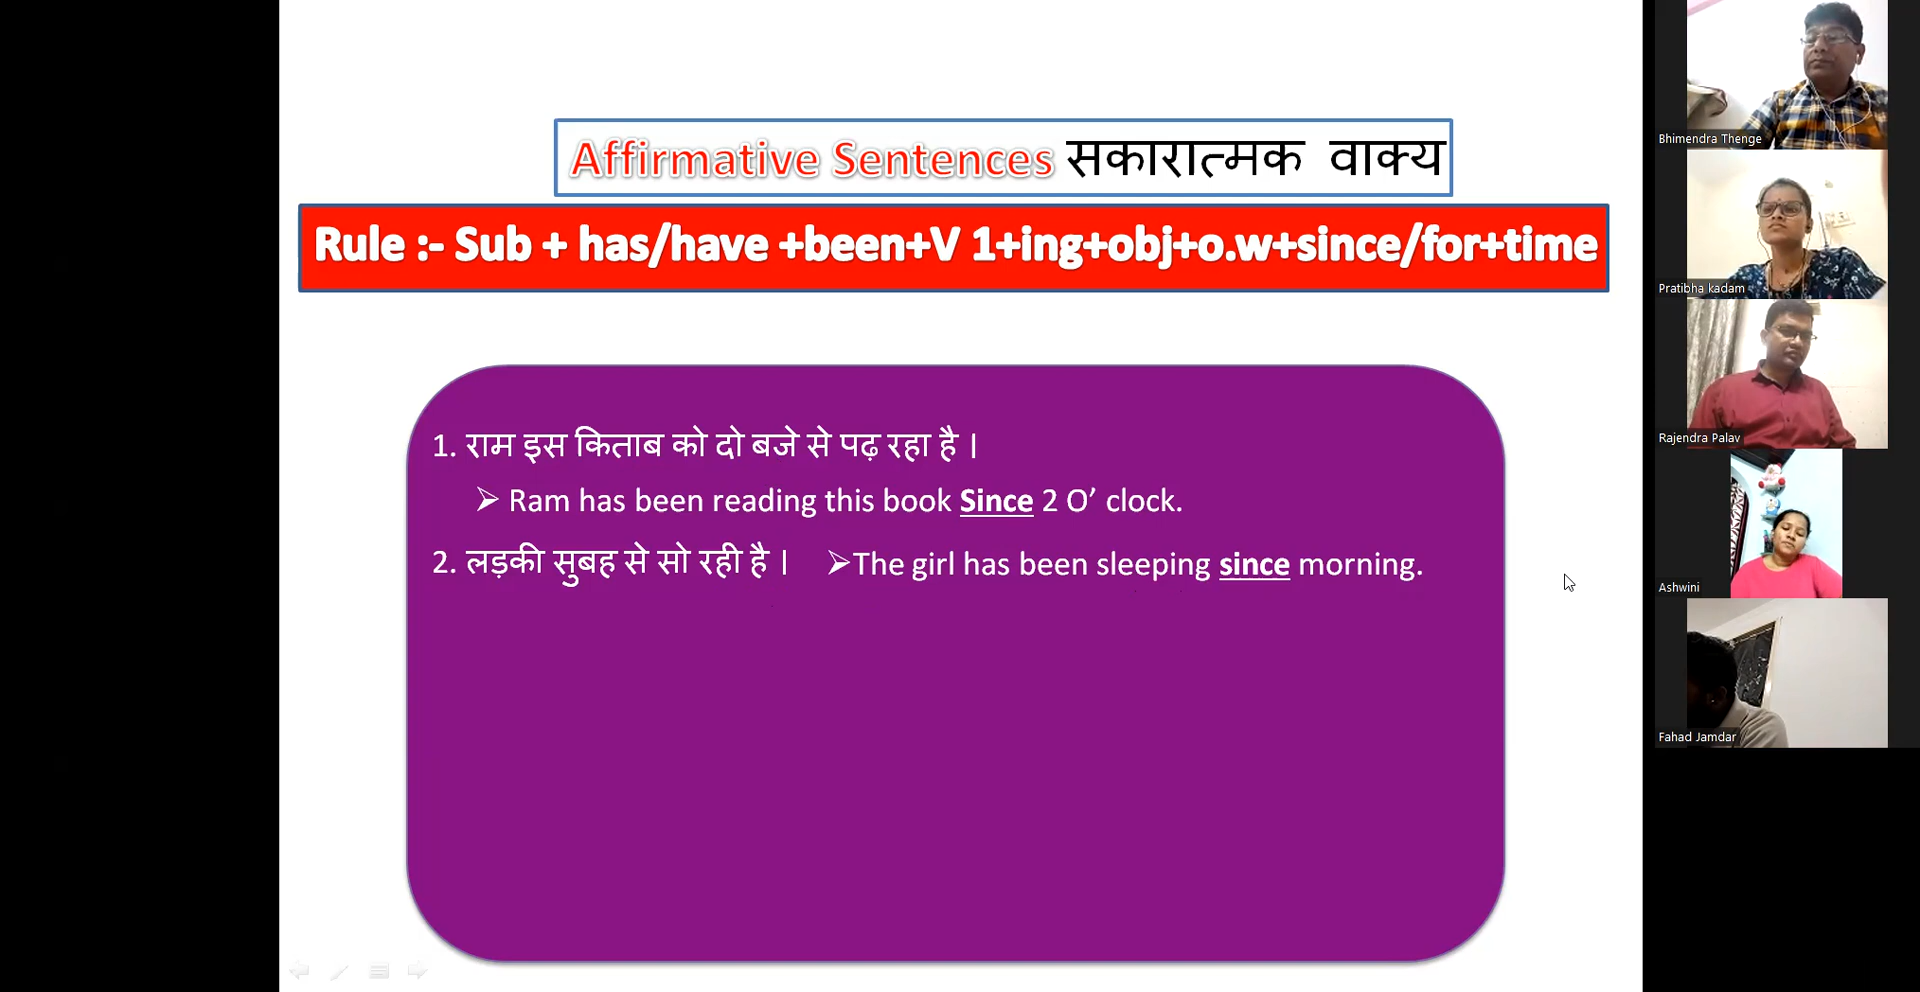 Affirmative Sentences सकारात्मक वाक्य
Rule :- Sub + has/have +been+V 1+ing+obj+o.w+since/for+time
1. राम इस किताब को दो बजे से पढ़ रहा है |
➢ Ram has been reading this book Since 2 O’ clock.
2. लड़की सुबह से सो रही है | ➢The girl has been sleeping since morning.
Bhimendra Thenge
Pratibha kadam
Rajendra Palav
Ashwini
Fahad Jamdar